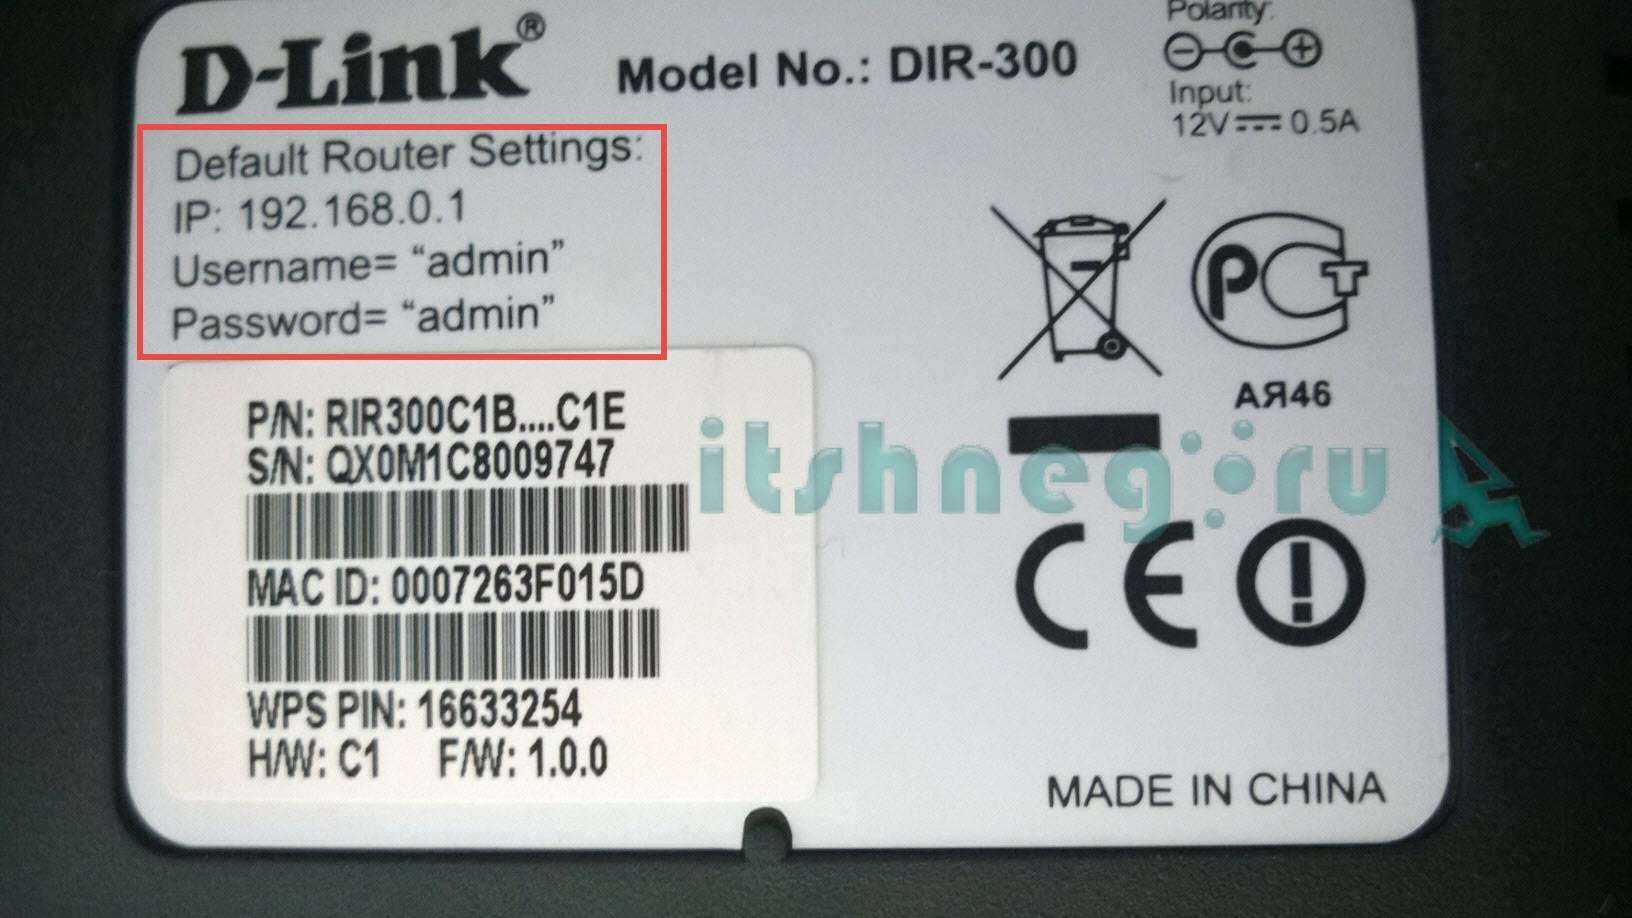 D-Link®
Model No.: DIR-300
Polarity:
Input:
12V 0.5A
Default Router Settings:
IP: 192.168.0.1
Username= “admin”
Password= “admin”
P/N: RIR300C1B....C1E
S/N: QX0M1C8009747
MAC ID: 0007263F015D
WPS PIN: 16633254
H/W: C1 F/W: 1.0.0
РСТ
АЯ46
itshneg.ru
CE
MADE IN CHINA